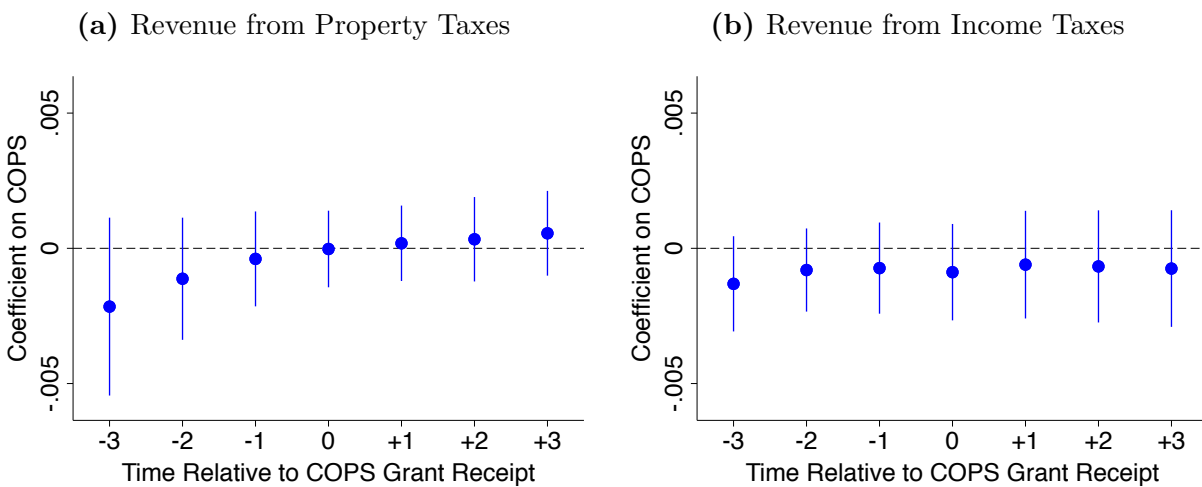 (a) Revenue from Property Taxes
Coefficient on COPS
.005
0
-.005
-3 -2 -1 0 +1 +2 +3
Time Relative to COPS Grant Receipt
(b) Revenue from Income Taxes
Coefficient on COPS
.005
0
-.005
-3 -2 -1 0 +1 +2 +3
Time Relative to COPS Grant Receipt